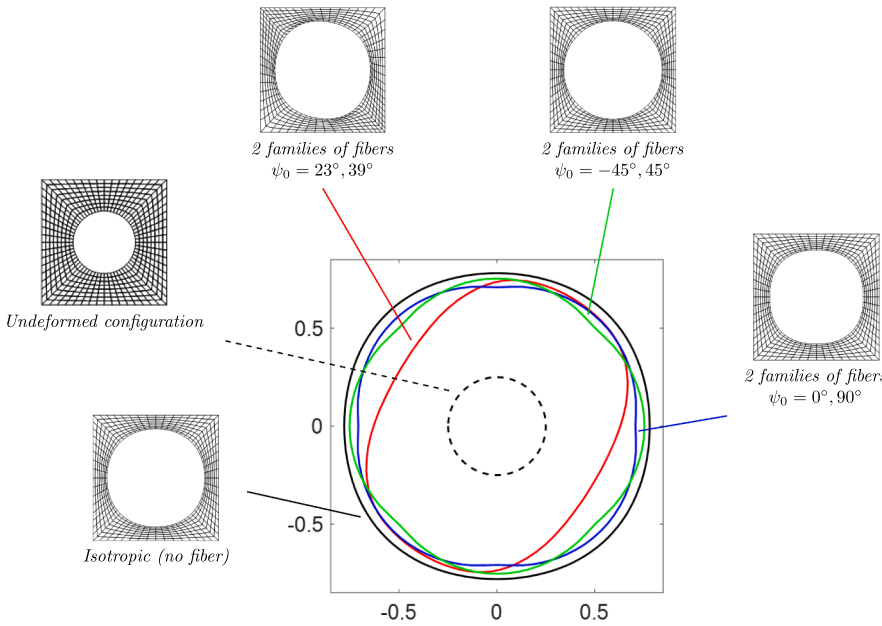 2 families of fibers
ψ₀ = 23°, 39°
2 families of fibers
ψ₀ = −45°, 45°
Undeformed configuration
2 families of fibers
ψ₀ = 0°, 90°
Isotropic (no fiber)
0.5
0
-0.5
-0.5
0
0.5